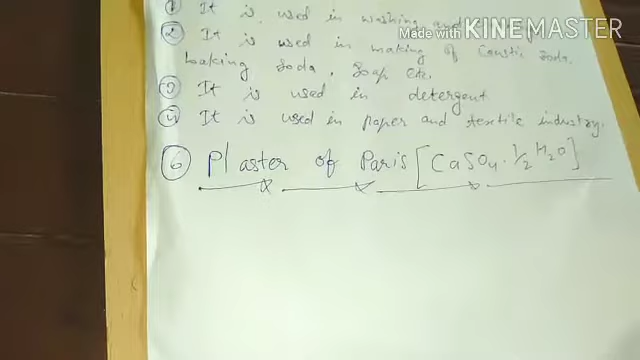 ① It is used in washing and
Made with KINEMASTER
② It is used in making of Caustic Soda.
baking Soda, Soap etc.
③ It is used in detergent.
④ It is used in paper and textile industry.
⑥ Plaster of Paris [CaSO4.1/2 H2O]